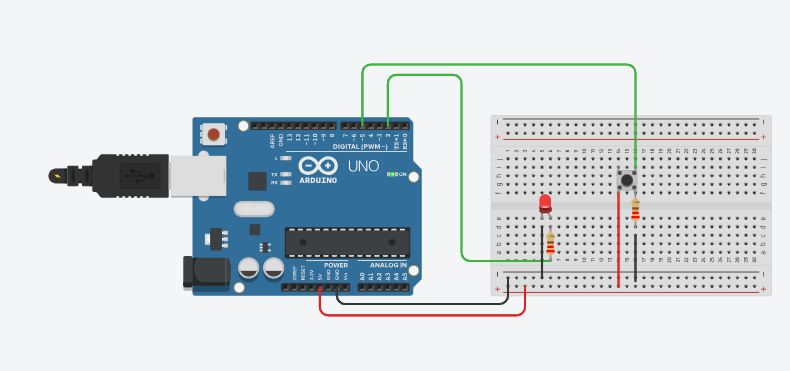 AREF
GND
13
12
~11
~10
~9
8
7
~6
~5
4
~3
2
TX→1
RX←0
DIGITAL (PWM~)
L
TX
RX
UNO
ARDUINO
ON
POWER
ANALOG IN
IOREF
RESET
3.3V
5V
GND
GND
Vin
A0
A1
A2
A3
A4
A5
j
i
h
g
f
e
d
c
b
a